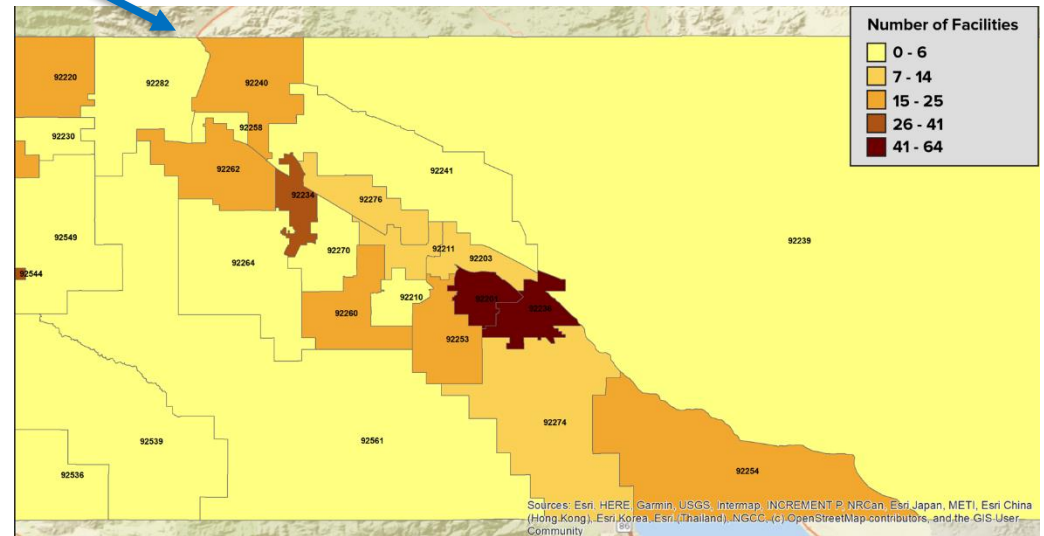 Number of Facilities
0 - 6
7 - 14
15 - 25
26 - 41
41 - 64
92220
92282
92240
92230
92258
92262
92241
92234
92276
92549
92264
92270
92211
92203
92239
92544
92210
92236
92260
92253
92274
92539
92561
92536
92254
Sources: Esri, HERE, Garmin, USGS, Intermap, INCREMENT P, NRCan, Esri Japan, METI, Esri China
(Hong Kong), Esri Korea, Esri (Thailand), NGCC, (c) OpenStreetMap contributors, and the GIS User
Community
86